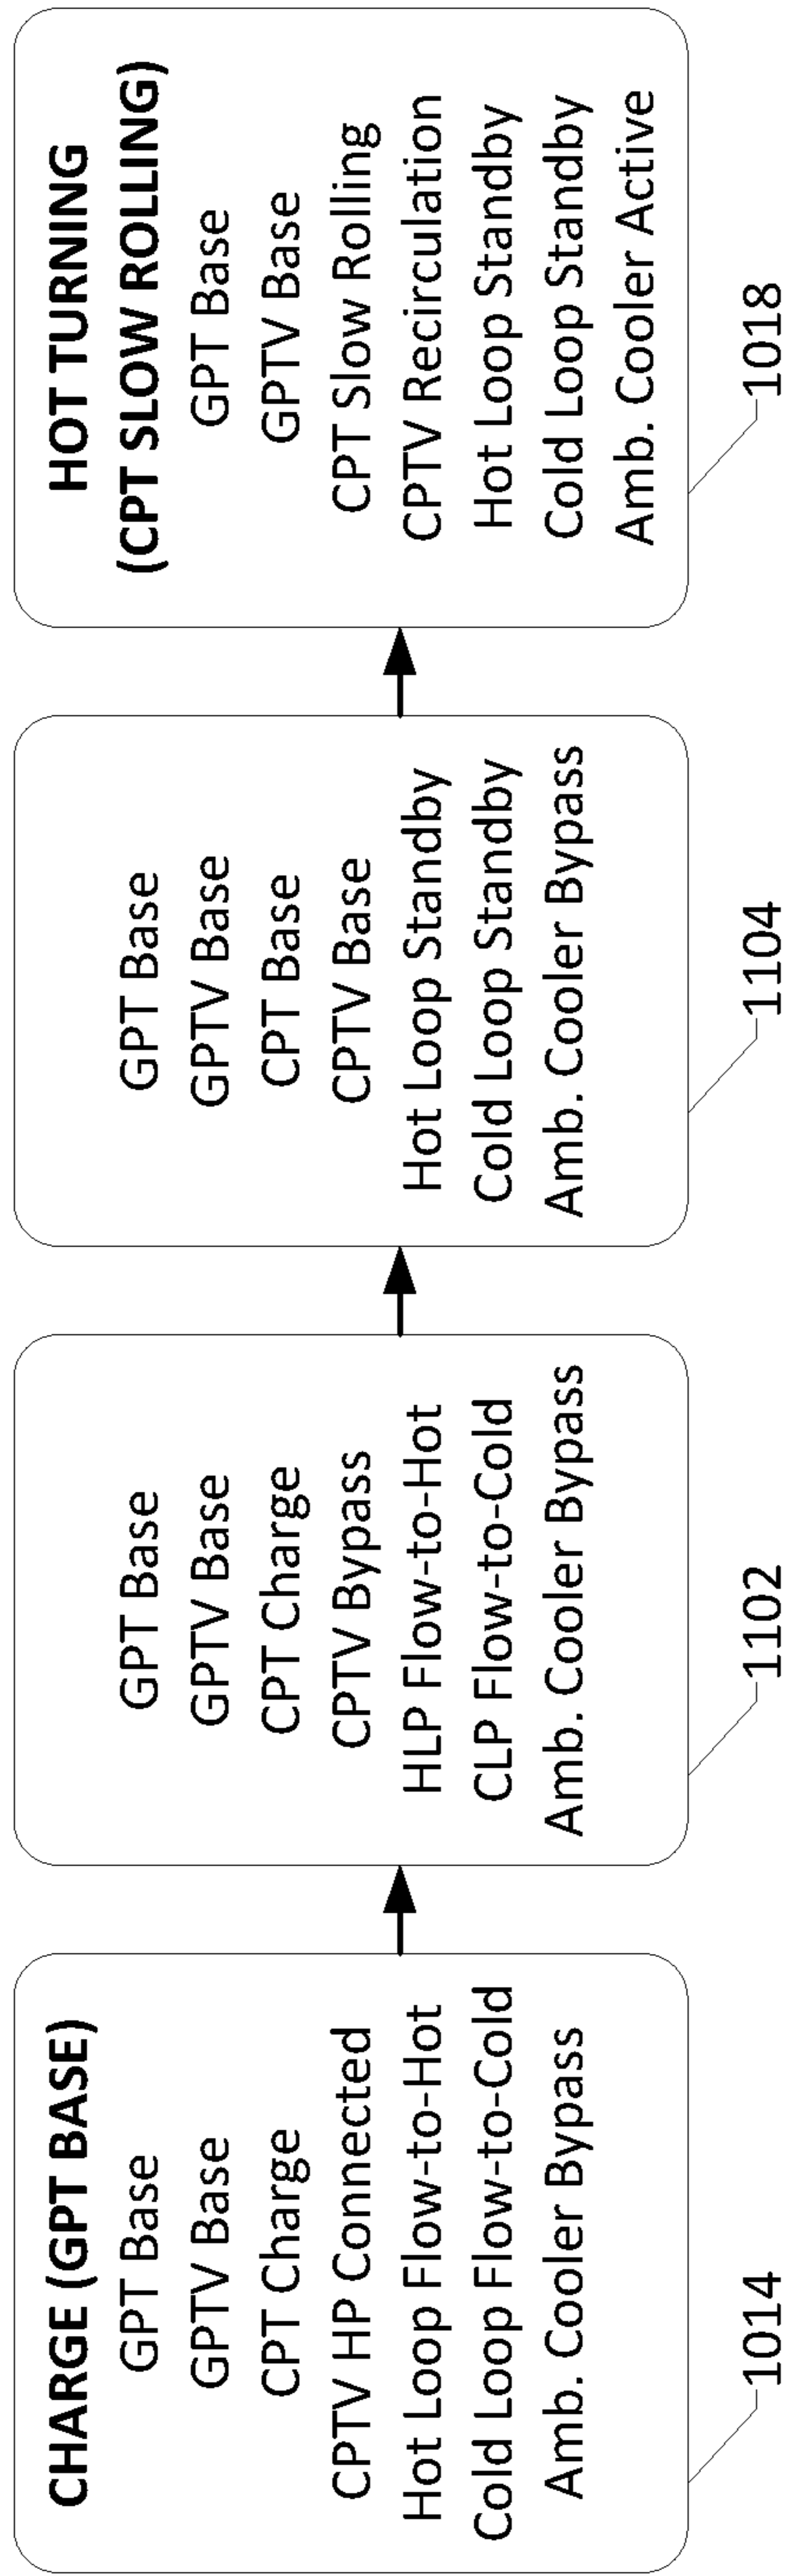 CHARGE (GPT BASE)
GPT Base
GPTV Base
CPT Charge
CPTV HP Connected
Hot Loop Flow-to-Hot
Cold Loop Flow-to-Cold
Amb. Cooler Bypass
1014
GPT Base
GPTV Base
CPT Charge
CPTV Bypass
HLP Flow-to-Hot
CLP Flow-to-Cold
Amb. Cooler Bypass
1102
GPT Base
GPTV Base
CPT Base
CPTV Base
Hot Loop Standby
Cold Loop Standby
Amb. Cooler Bypass
1104
HOT TURNING
(CPT SLOW ROLLING)
GPT Base
GPTV Base
CPT Slow Rolling
CPTV Recirculation
Hot Loop Standby
Cold Loop Standby
Amb. Cooler Active
1018